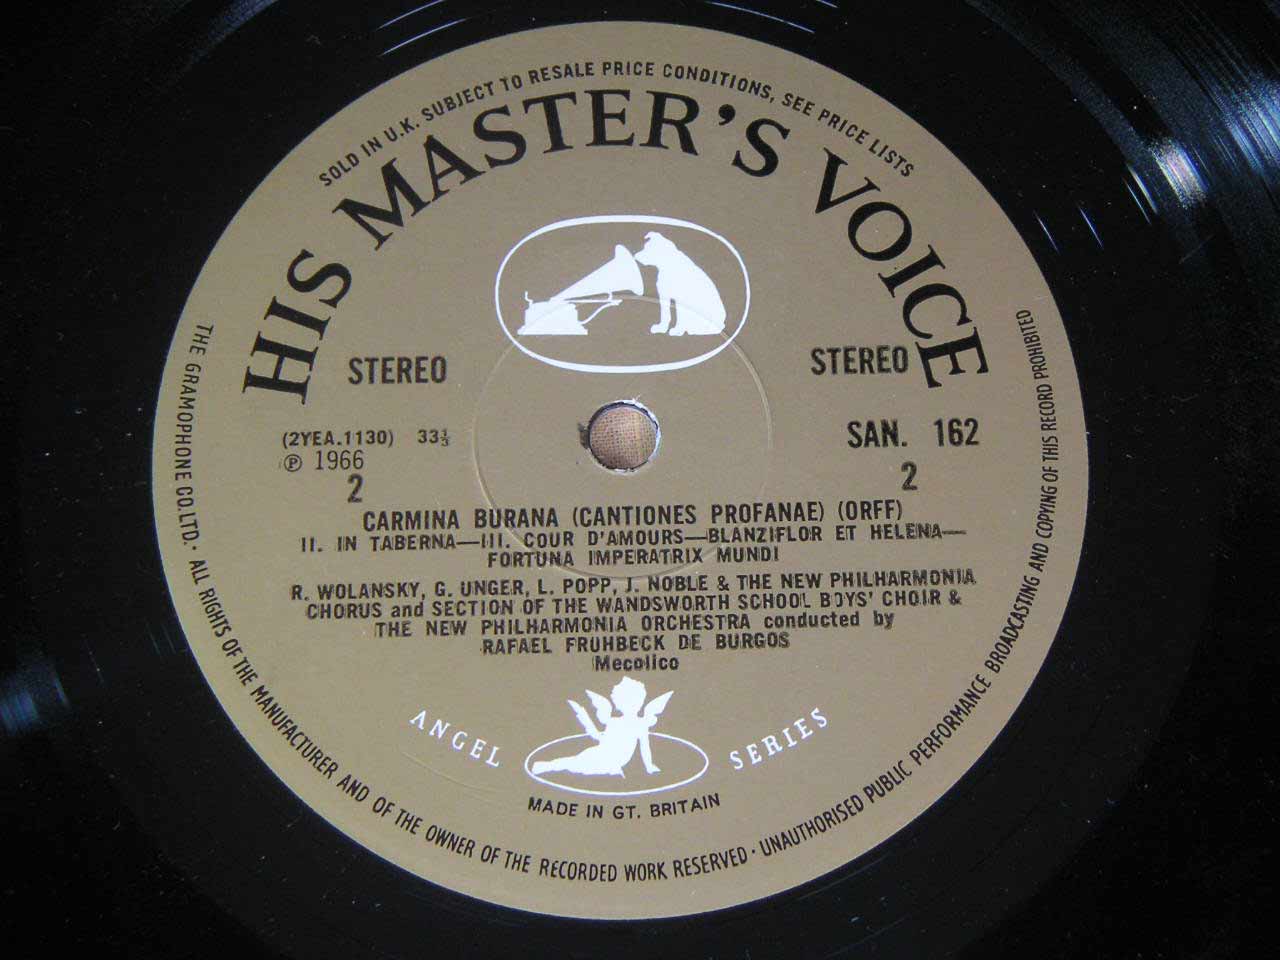 SOLD IN U.K. SUBJECT TO RESALE PRICE CONDITIONS, SEE PRICE LISTS
HIS MASTER'S VOICE
STEREO STEREO
(2YEA.1130) 33⅓ SAN. 162
℗ 1966
2 2
CARMINA BURANA (CANTIONES PROFANAE) (ORFF)
II. IN TABERNA—III. COUR D'AMOURS—BLANZIFLOR ET HELENA—
FORTUNA IMPERATRIX MUNDI
R. WOLANSKY, G. UNGER, L. POPP, J. NOBLE & THE NEW PHILHARMONIA
CHORUS and SECTION OF THE WANDSWORTH SCHOOL BOYS' CHOIR &
THE NEW PHILHARMONIA ORCHESTRA conducted by
RAFAEL FRUHBECK DE BURGOS
Mecolico
ANGEL SERIES
MADE IN GT. BRITAIN
THE GRAMOPHONE CO. LTD. · ALL RIGHTS OF THE MANUFACTURER AND OF THE OWNER OF THE RECORDED WORK RESERVED · UNAUTHORISED PUBLIC PERFORMANCE BROADCASTING AND COPYING OF THIS RECORD PROHIBITED